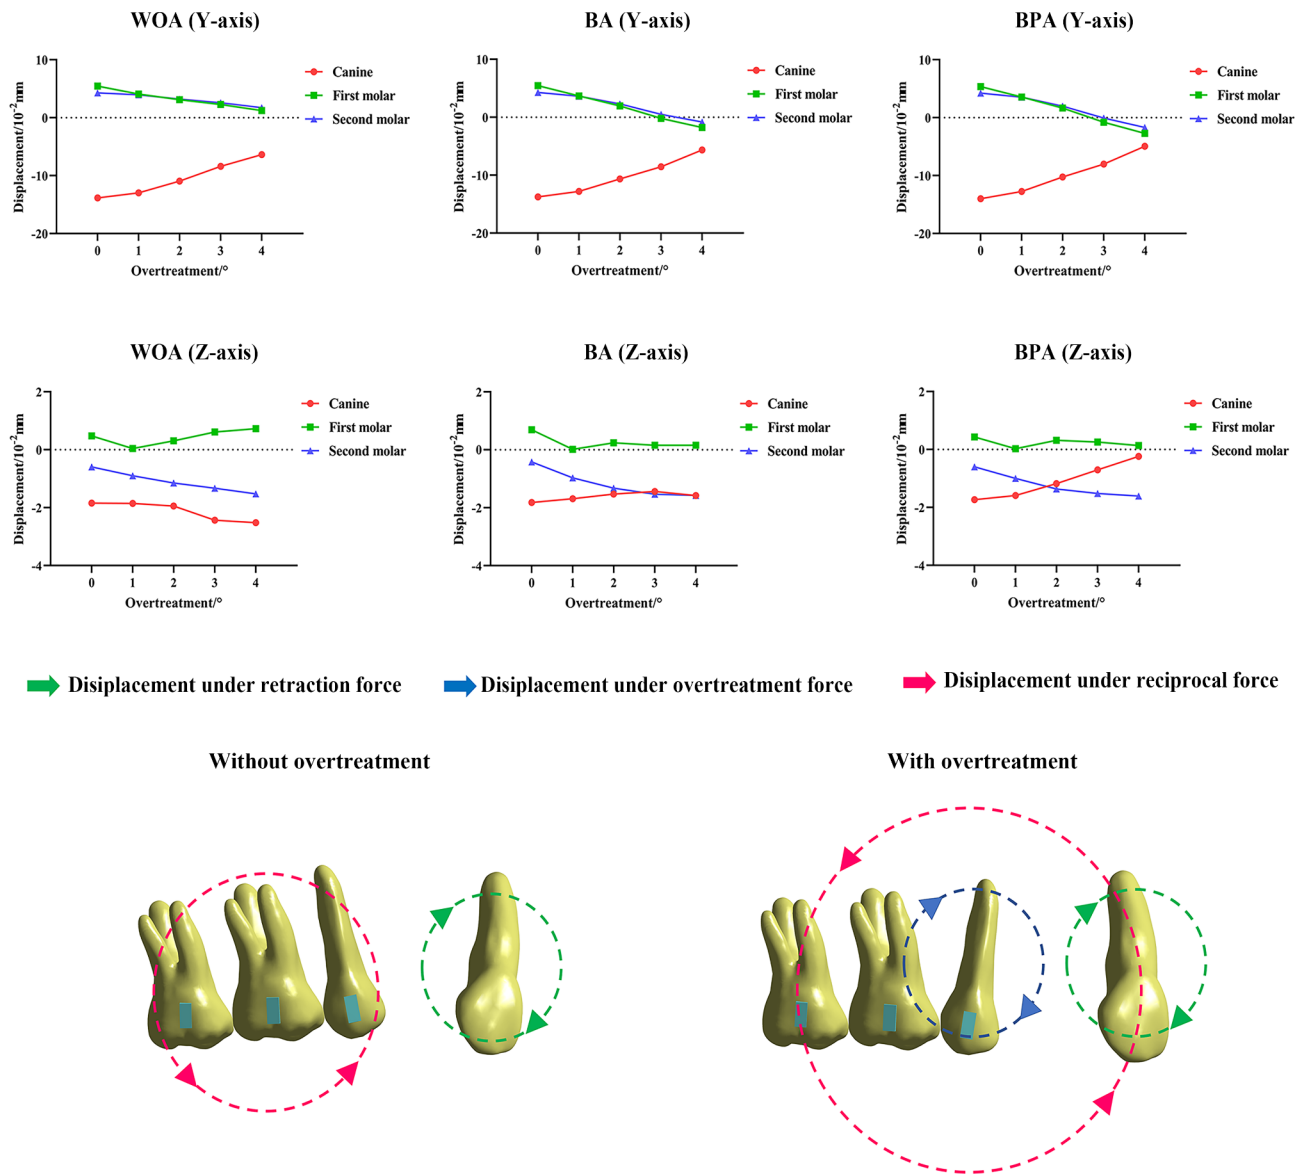 WOA (Y-axis)
Displacement/10-2mm
10
0
-10
-20
0 1 2 3 4
Overtreatment/°
Canine
First molar
Second molar
BA (Y-axis)
Displacement/10-2mm
10
0
-10
-20
0 1 2 3 4
Overtreatment/°
Canine
First molar
Second molar
BPA (Y-axis)
Displacement/10-2mm
10
0
-10
-20
0 1 2 3 4
Overtreatment/°
Canine
First molar
Second molar
WOA (Z-axis)
Displacement/10-2mm
2
0
-2
-4
0 1 2 3 4
Overtreatment/°
Canine
First molar
Second molar
BA (Z-axis)
Displacement/10-2mm
2
0
-2
-4
0 1 2 3 4
Overtreatment/°
Canine
First molar
Second molar
BPA (Z-axis)
Displacement/10-2mm
2
0
-2
-4
0 1 2 3 4
Overtreatment/°
Canine
First molar
Second molar
Disiplacement under retraction force
Disiplacement under overtreatment force
Disiplacement under reciprocal force
Without overtreatment
With overtreatment